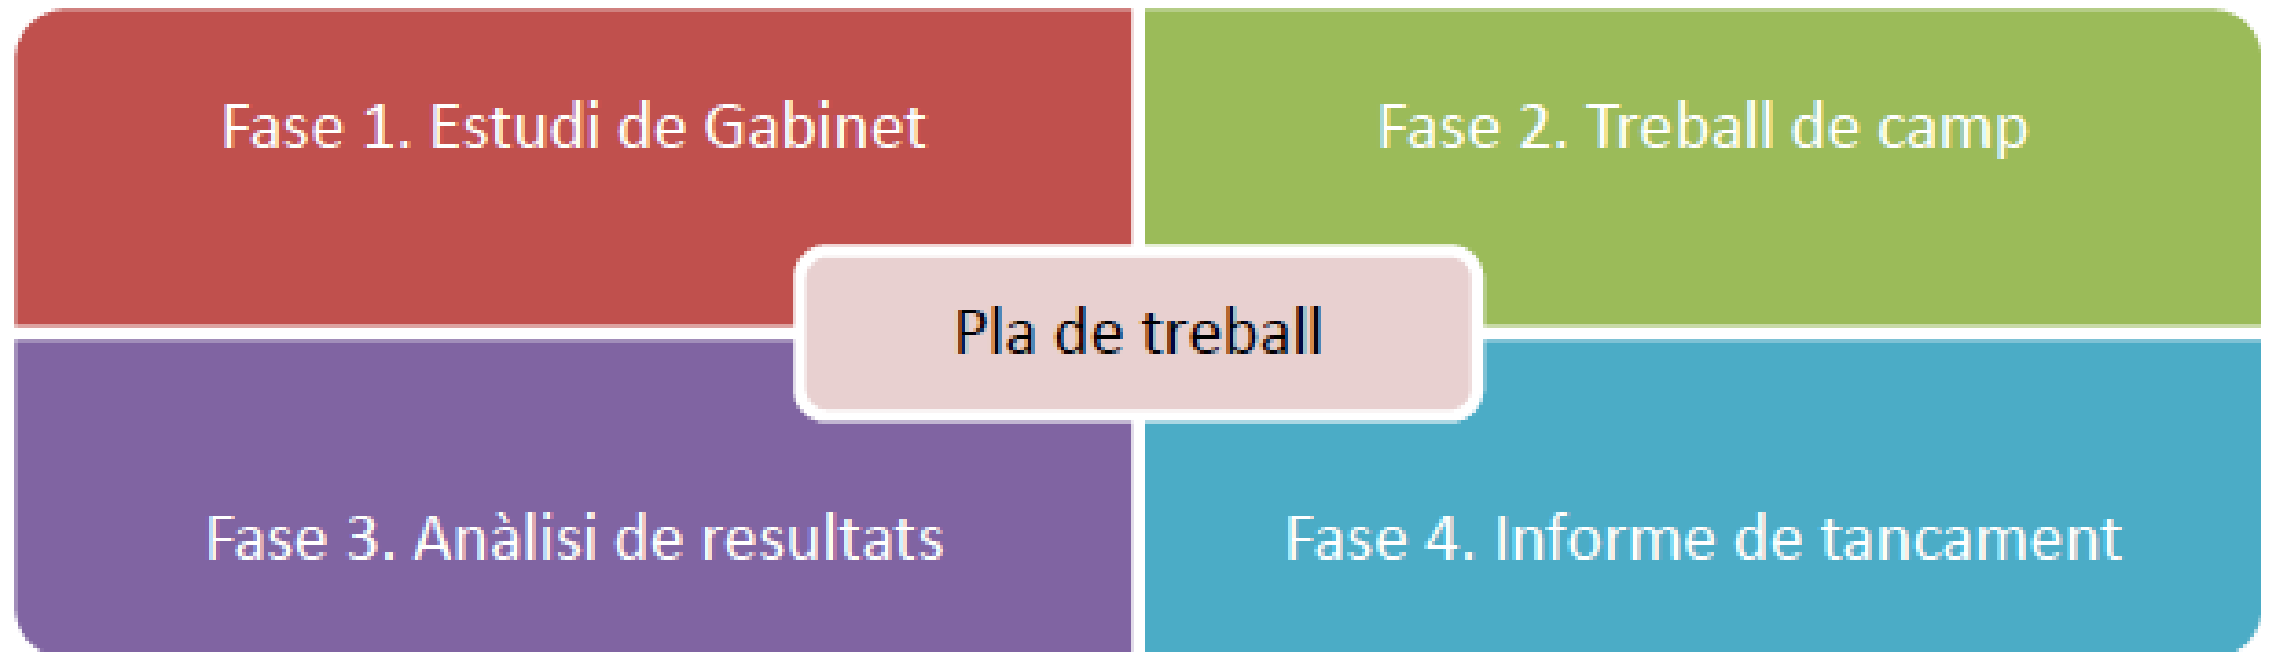 Fase 1. Estudi de Gabinet
Fase 2. Treball de camp
Pla de treball
Fase 3. Anàlisi de resultats
Fase 4. Informe de tancament